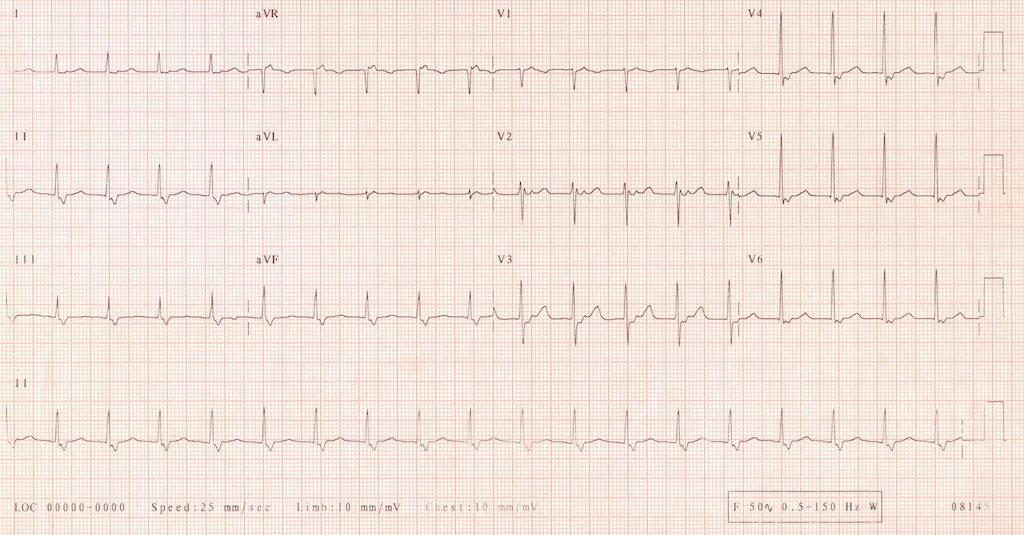 I aVR V1 V4
II aVL V2 V5
III aVF V3 V6
II
LOC 00000-0000 Speed:25 mm/sec Limb:10 mm/mV Chest:10 mm/mV F 50∿ 0.5-150 Hz W 08145